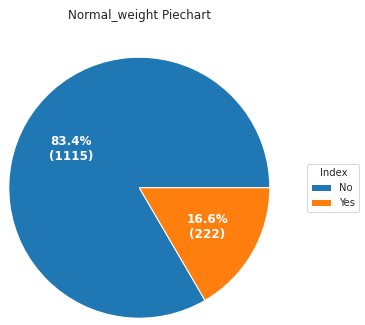 Normal_weight Piechart
83.4%
(1115)
16.6%
(222)
Index
No
Yes